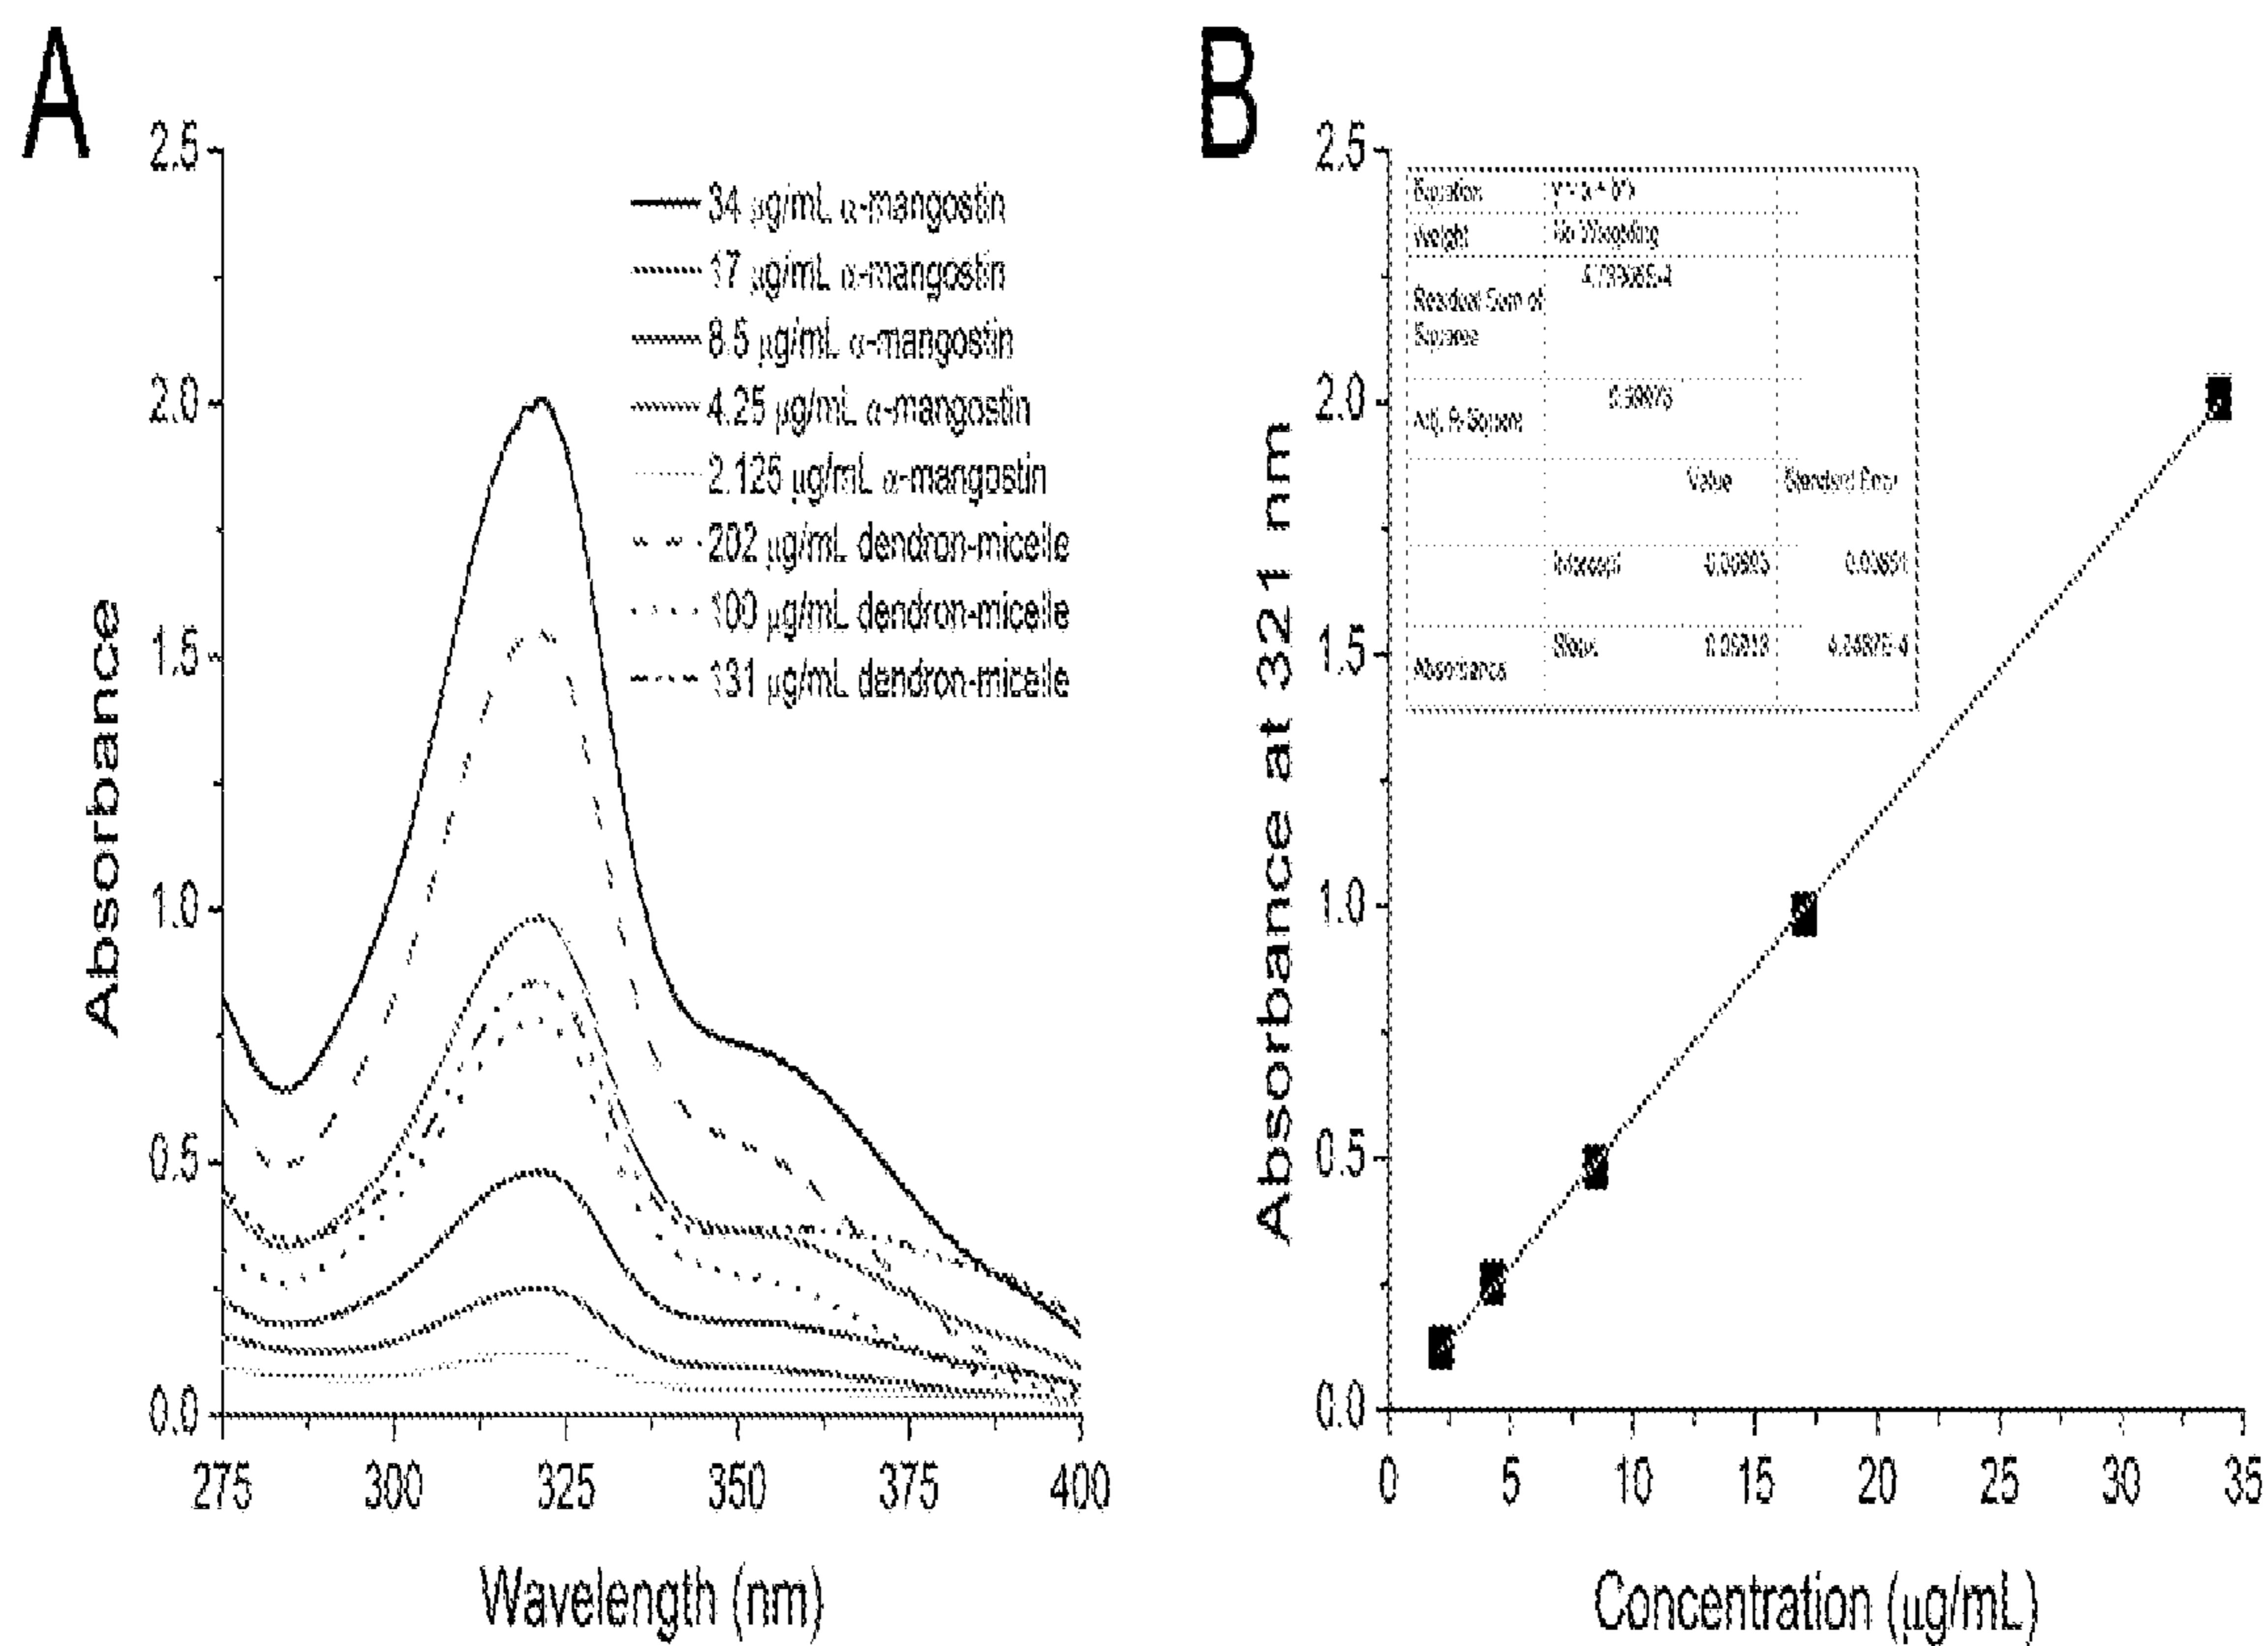 A
2.5
2.0
1.5
1.0
0.5
0.0
275 300 325 350 375 400
Absorbance
Wavelength (nm)
34 µg/mL α-mangostin
17 µg/mL α-mangostin
8.5 µg/mL α-mangostin
4.25 µg/mL α-mangostin
2.125 µg/mL α-mangostin
202 µg/mL dendron-micelle
100 µg/mL dendron-micelle
131 µg/mL dendron-micelle
B
2.5
2.0
1.5
1.0
0.5
0.0
0 5 10 15 20 25 30 35
Absorbance at 321 nm
Concentration (µg/mL)
Equation
Weight No Weighting
Residual Sum of
Squares
Adj. R-Square
Value Standard Error
Intercept
Absorbance Slope